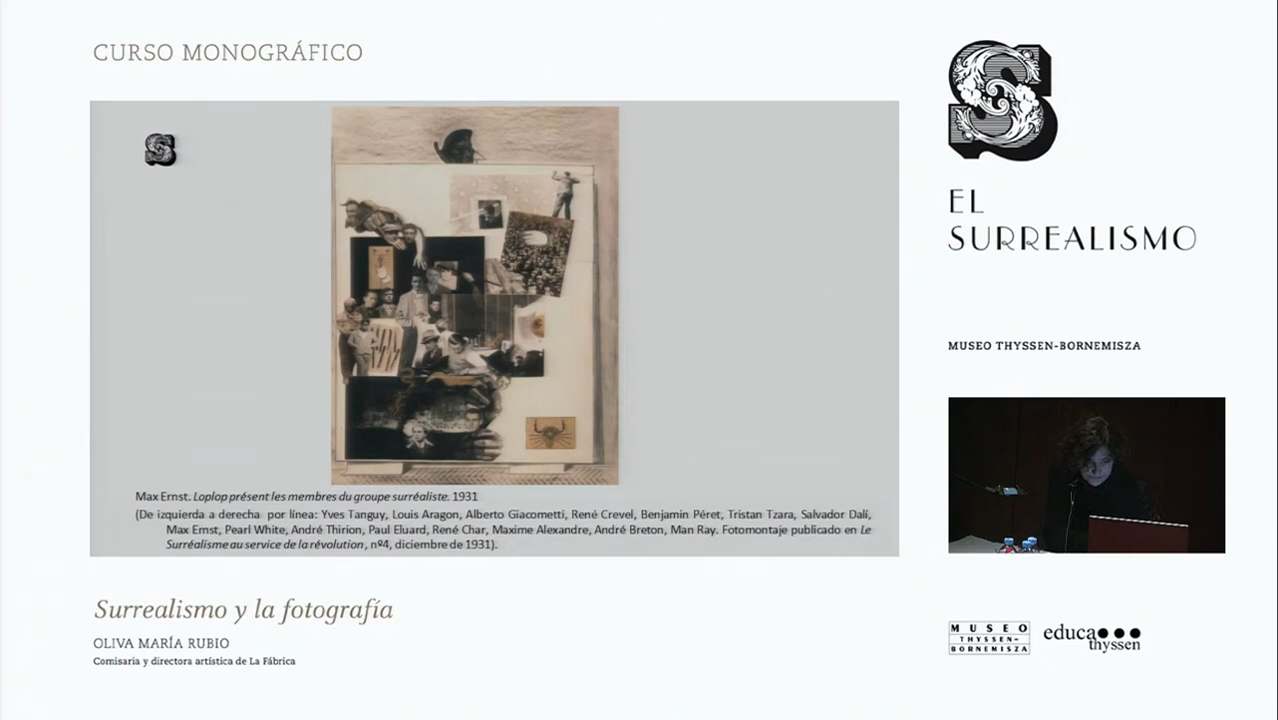 CURSO MONOGRÁFICO
S
S
EL
SURREALISMO
MUSEO THYSSEN-BORNEMISZA
Max Ernst. Loplop présent les membres du groupe surréaliste. 1931
(De izquierda a derecha por línea: Yves Tanguy, Louis Aragon, Alberto Giacometti, René Crevel, Benjamin Péret, Tristan Tzara, Salvador Dalí,
Max Ernst, Pearl White, André Thirion, Paul Eluard, René Char, Maxime Alexandre, André Breton, Man Ray. Fotomontaje publicado en Le
Surréalisme au service de la révolution, nº4, diciembre de 1931).
Surrealismo y la fotografía
OLIVA MARÍA RUBIO
Comisaria y directora artística de La Fábrica
MUSEO
THYSSEN-
BORNEMISZA
educa
thyssen